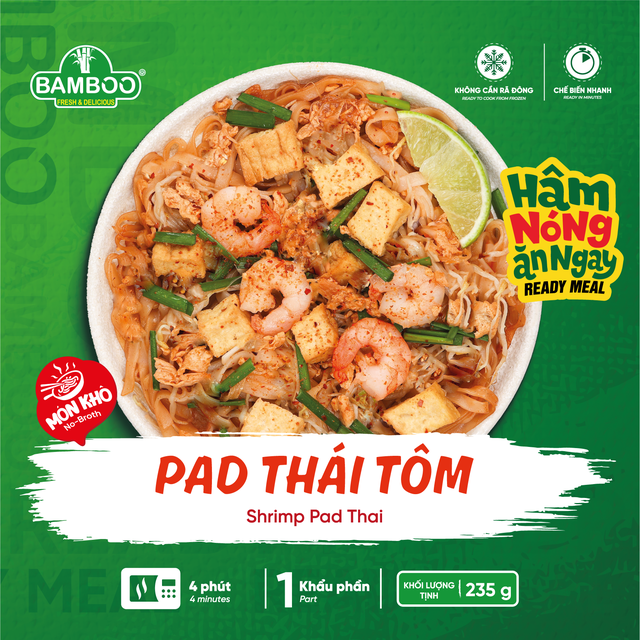 BAMBOO®
FRESH & DELICIOUS
KHÔNG CẦN RÃ ĐÔNG
READY TO COOK FROM FROZEN
CHẾ BIẾN NHANH
READY IN MINUTES
Hâm
Nóng
ăn Ngay
READY MEAL
MÓN KHÔ
No-Broth
PAD THÁI TÔM
Shrimp Pad Thai
4 phút
4 minutes
1 Khẩu phần
Part
KHỐI LƯỢNG
TỊNH
235 g